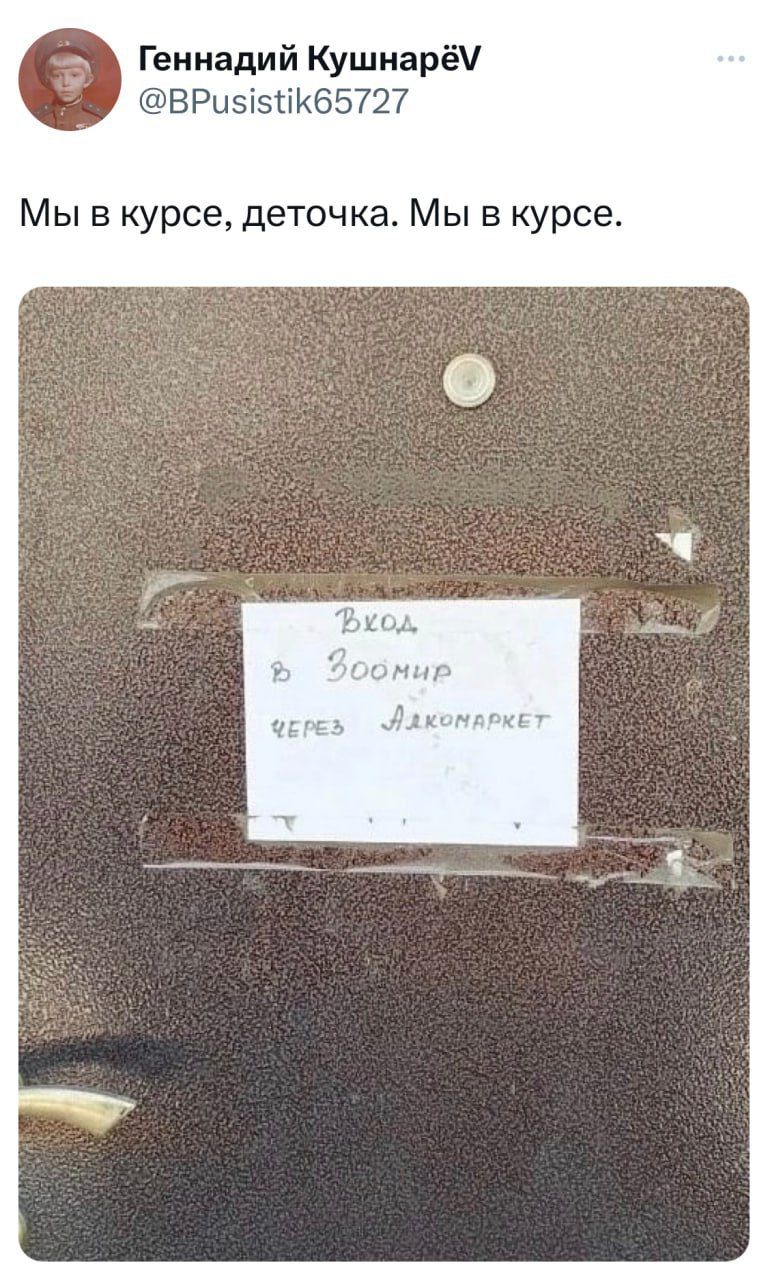 Геннадий КушнарёV
@BPusistik65727
Мы в курсе, деточка. Мы в курсе.
Вход
в Зоомир
через Алкомаркет